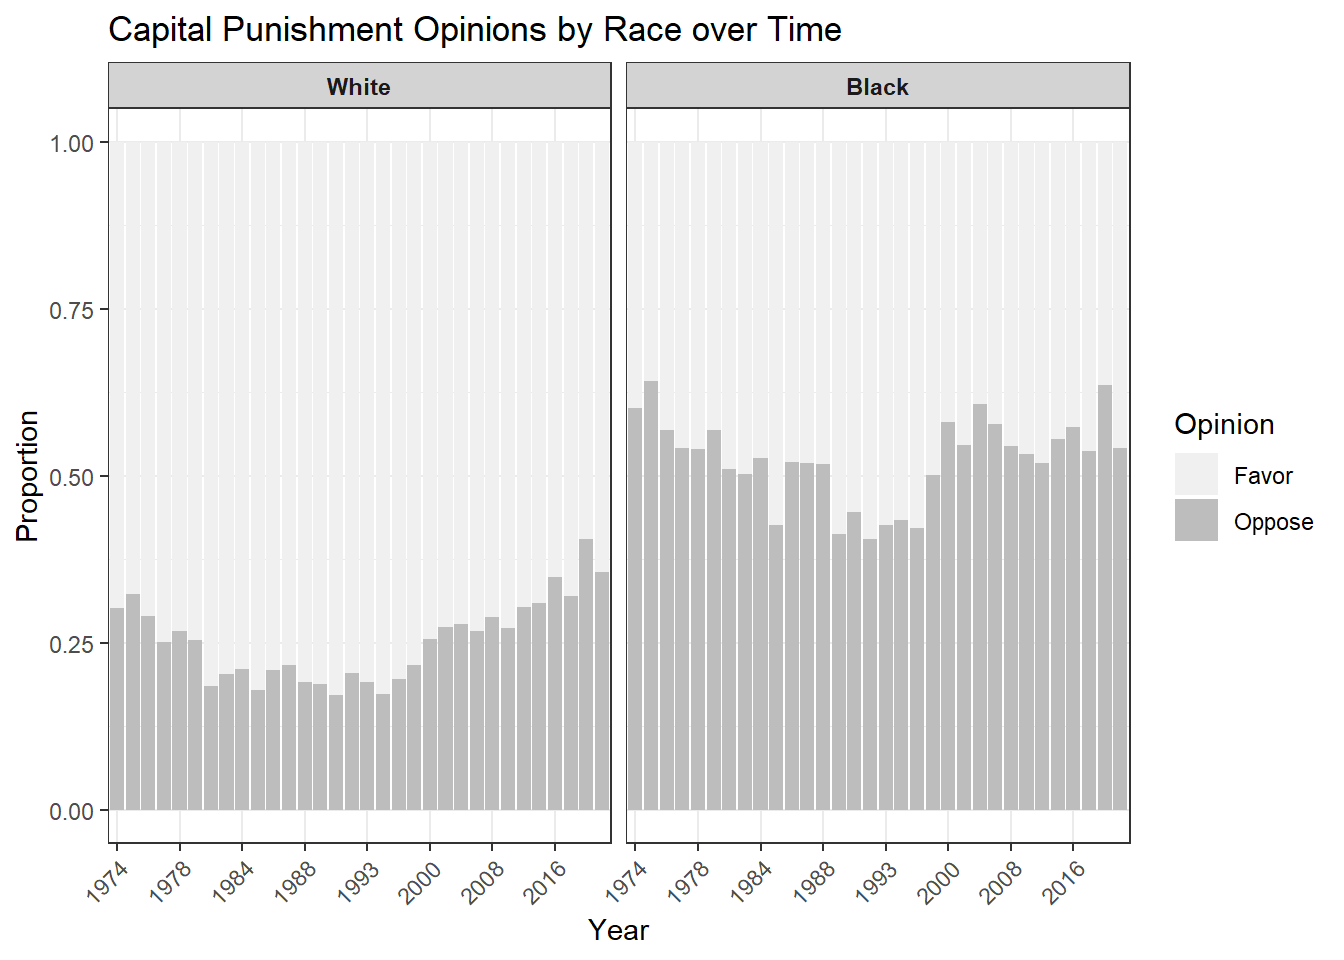 Capital Punishment Opinions by Race over Time
White Black
1.00
0.75
0.50
0.25
0.00
Proportion
1974 1978 1984 1988 1993 2000 2008 2016
1974 1978 1984 1988 1993 2000 2008 2016
Year
Opinion
Favor
Oppose